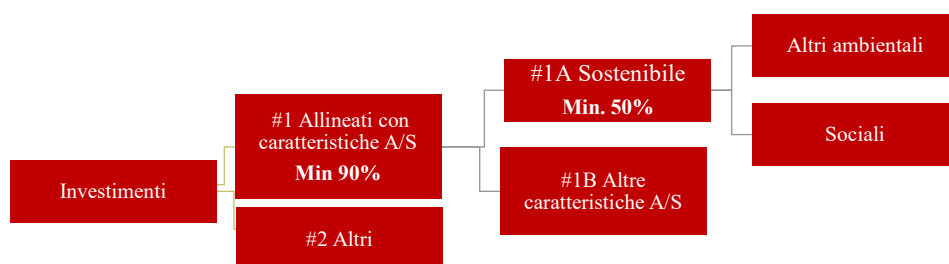 Investimenti
#1 Allineati con
caratteristiche A/S
Min 90%
#2 Altri
#1A Sostenibile
Min. 50%
#1B Altre
caratteristiche A/S
Altri ambientali
Sociali